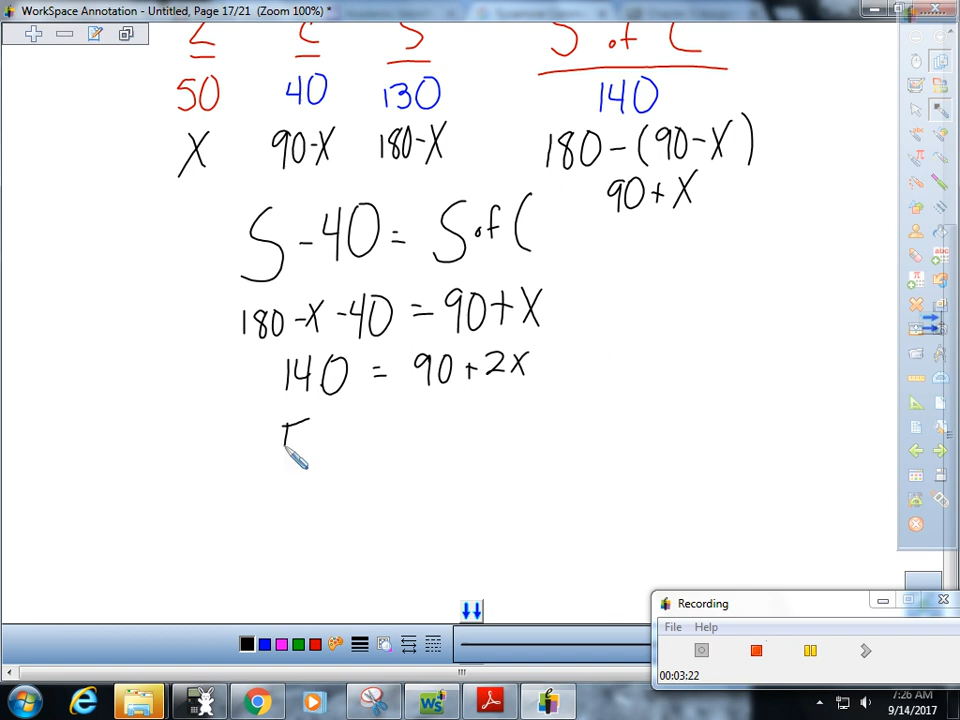 WorkSpace Annotation - Untitled, Page 17/21 (Zoom 100%) *
∠ C S S of C
50 40 130 140
X 90-X 180-X 180-(90-X)
90+X
S-40= S of C
180-X-40 = 90+X
140 = 90+2X
5
Recording
File Help
00:03:22
7:26 AM
9/14/2017